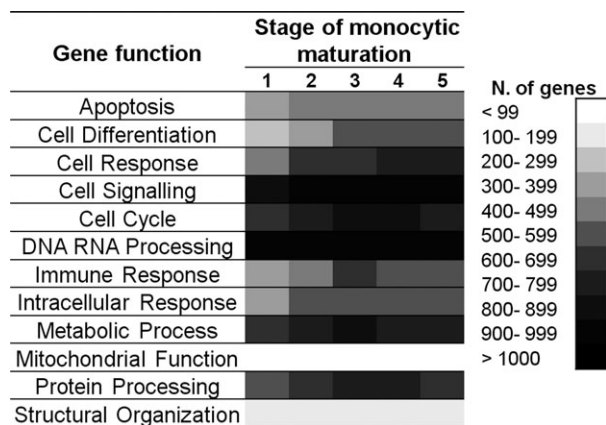 Gene function
Stage of monocytic
maturation
1 2 3 4 5
Apoptosis
Cell Differentiation
Cell Response
Cell Signalling
Cell Cycle
DNA RNA Processing
Immune Response
Intracellular Response
Metabolic Process
Mitochondrial Function
Protein Processing
Structural Organization
N. of genes
< 99
100- 199
200- 299
300- 399
400- 499
500- 599
600- 699
700- 799
800- 899
900- 999
> 1000